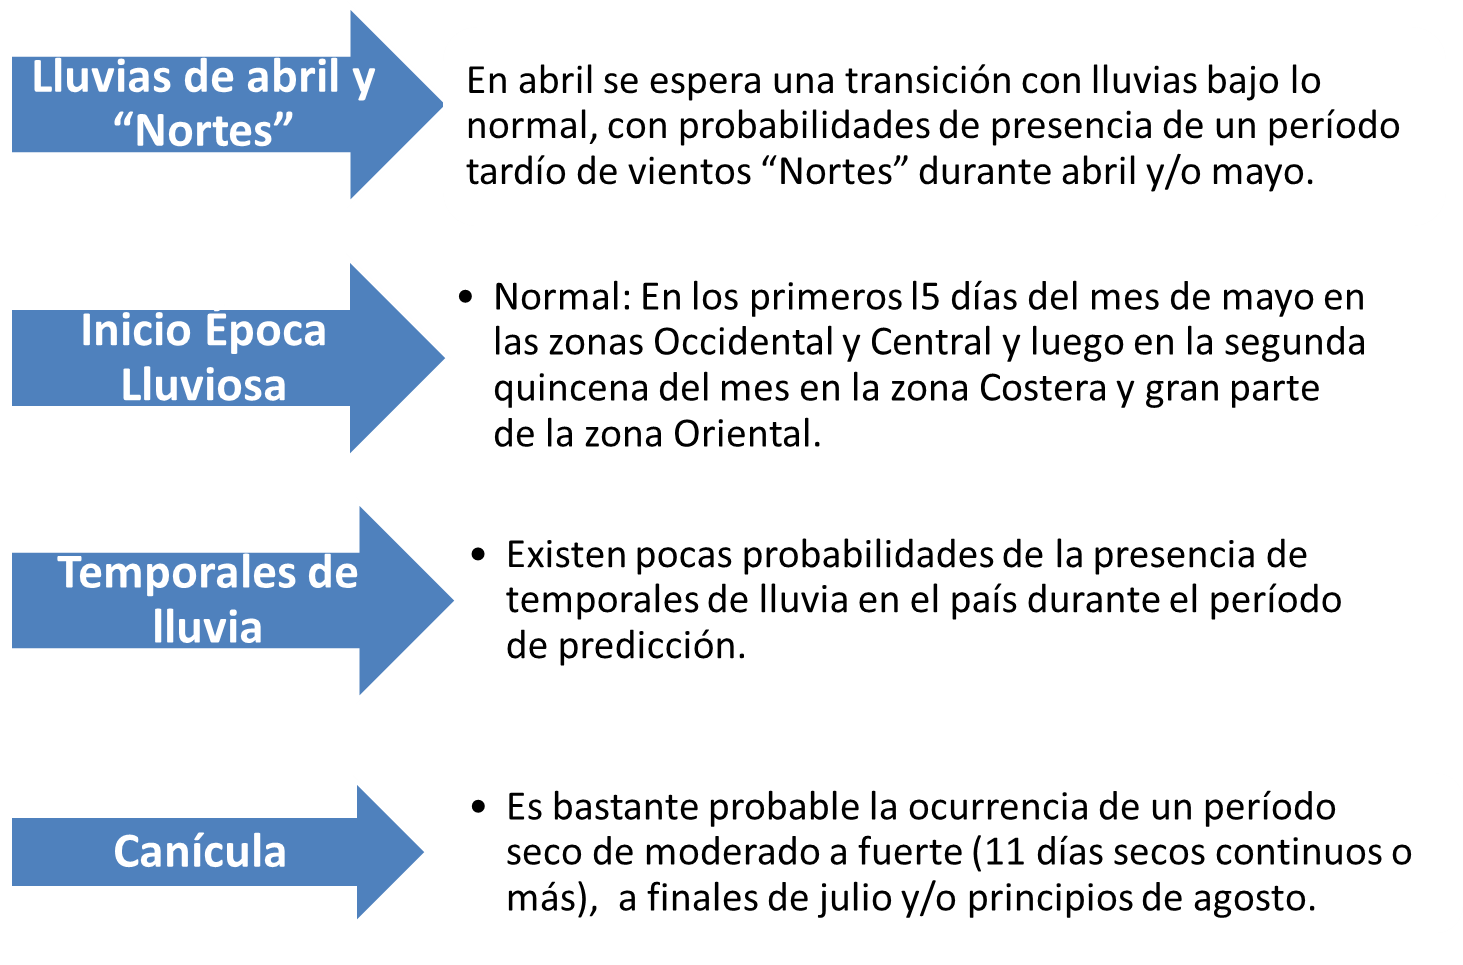 Lluvias de abril y
“Nortes”
En abril se espera una transición con lluvias bajo lo
normal, con probabilidades de presencia de un período
tardío de vientos “Nortes” durante abril y/o mayo.
Inicio Época
Lluviosa
• Normal: En los primeros l5 días del mes de mayo en
las zonas Occidental y Central y luego en la segunda
quincena del mes en la zona Costera y gran parte
de la zona Oriental.
Temporales de
lluvia
• Existen pocas probabilidades de la presencia de
temporales de lluvia en el país durante el período
de predicción.
Canícula
• Es bastante probable la ocurrencia de un período
seco de moderado a fuerte (11 días secos continuos o
más),  a finales de julio y/o principios de agosto.